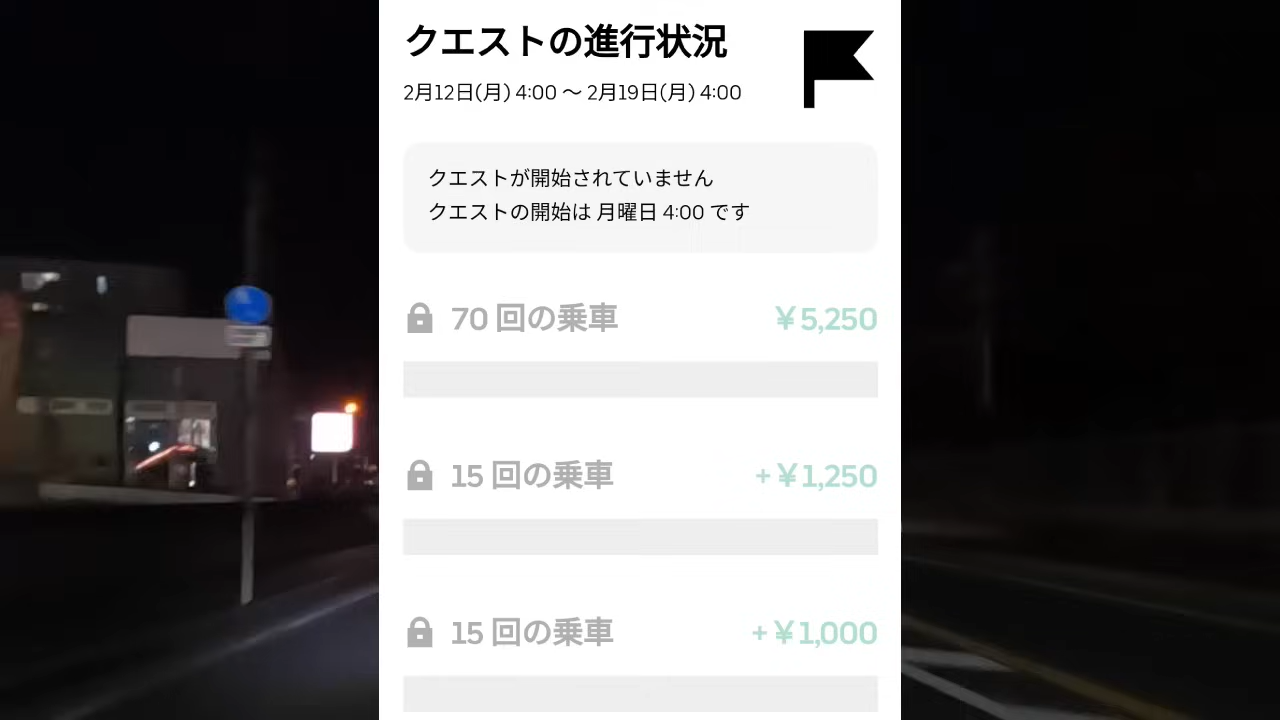 クエストの進行状況
2月12日(月) 4:00 〜 2月19日(月) 4:00
クエストが開始されていません
クエストの開始は 月曜日 4:00 です
70 回の乗車 ¥5,250
15 回の乗車 + ¥1,250
15 回の乗車 + ¥1,000